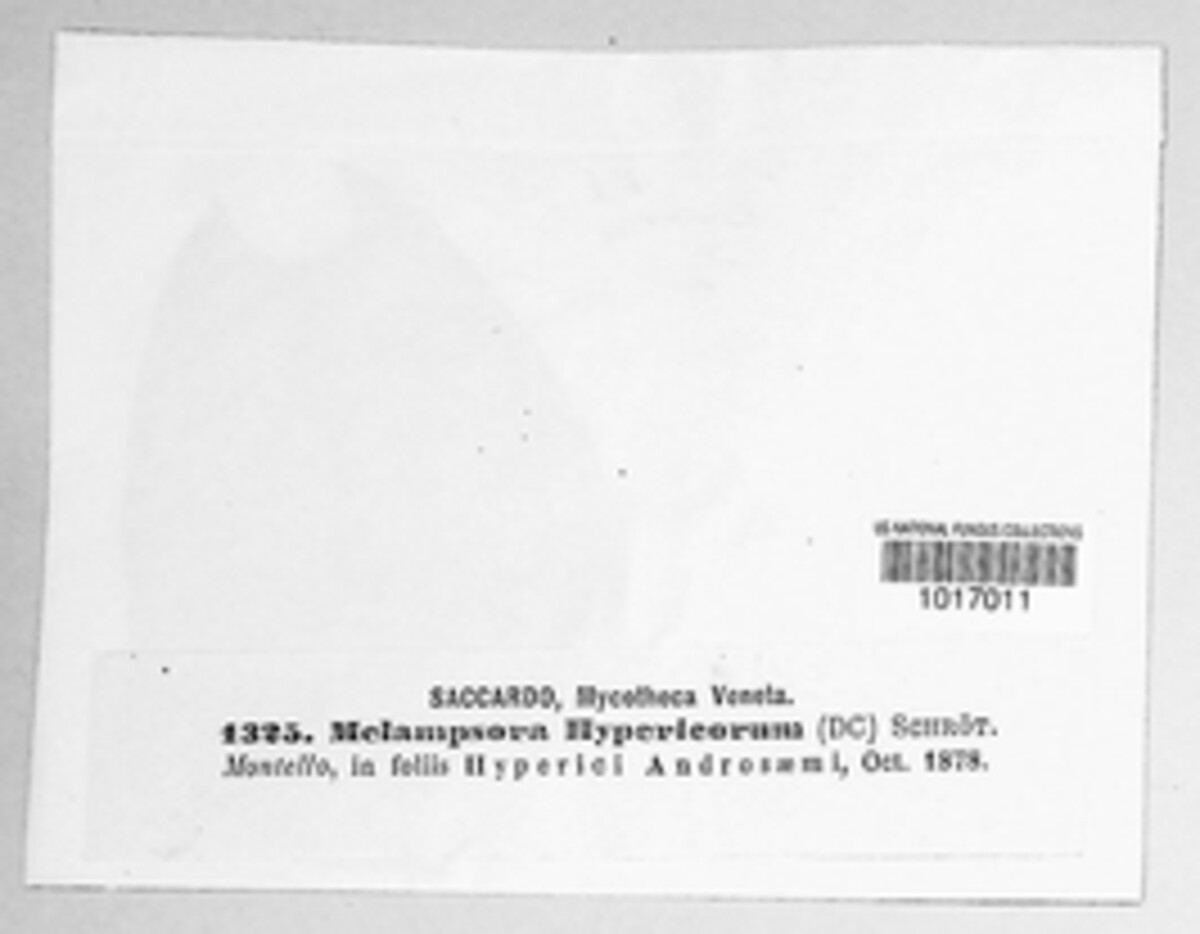 US NATIONAL FUNGUS COLLECTIONS
1017011
SACCARDO, Mycotheca Veneta.
1325. Melampsora Hypericorum (DC) SCHRÖT.
Montello, in foliis Hyperici Androsæmi, Oct. 1878.